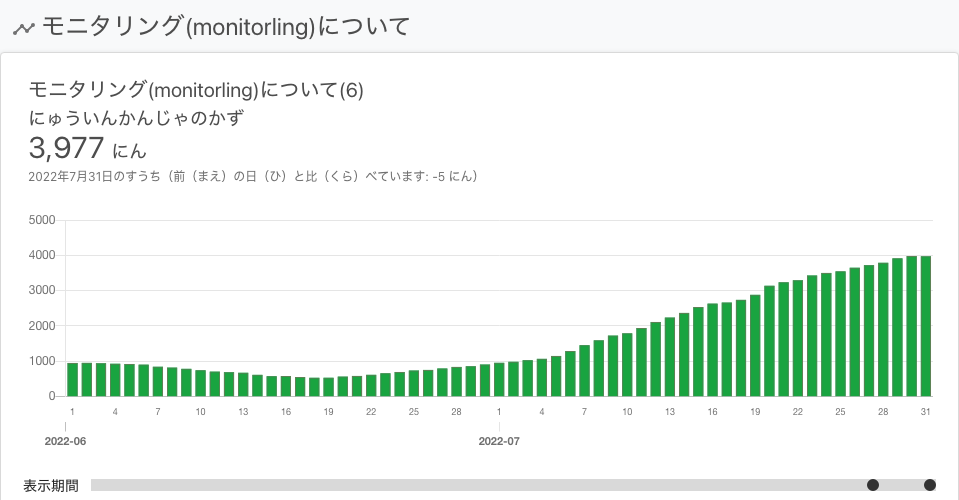 モニタリング(monitorling)について
モニタリング(monitorling)について(6)
にゅういんかんじゃのかず
3,977 にん
2022年7月31日のすうち（前（まえ）の日（ひ）と比（くら）べています: -5 にん）
5000
4000
3000
2000
1000
0
1 4 7 10 13 16 19 22 25 28 1 4 7 10 13 16 19 22 25 28 31
2022-06 2022-07
表示期間